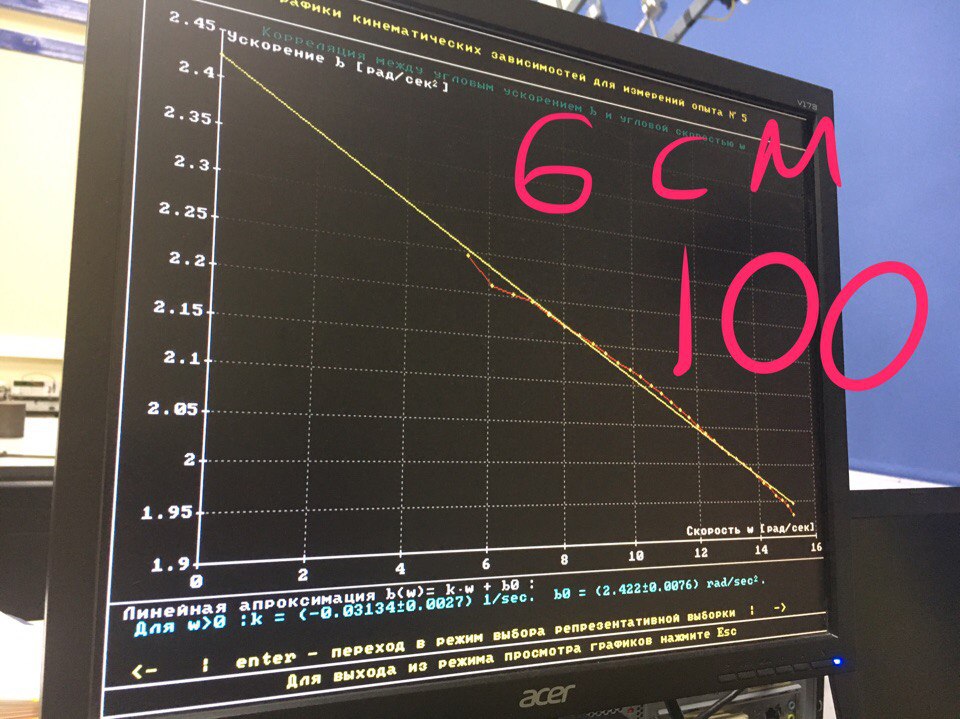 графики кинематических зависимостей для измерений опыта № 5
Корреляция между угловым ускорением b и угловой скоростью w
Ускорение b [рад/сек²]
V17B
6 см
100
2.45
2.4
2.35
2.3
2.25
2.2
2.15
2.1
2.05
2
1.95
1.9
Скорость w [рад/сек]
0 2 4 6 8 10 12 14 16
Линейная апроксимация b(w)= k·w + b0 :
Для w>0 :k = (-0.03134±0.0027) 1/sec. b0 = (2.422±0.0076) rad/sec².
<- ¦ enter - переход в режим выбора репрезентативной выборки ¦ ->
Для выхода из режима просмотра графиков нажмите Esc
acer